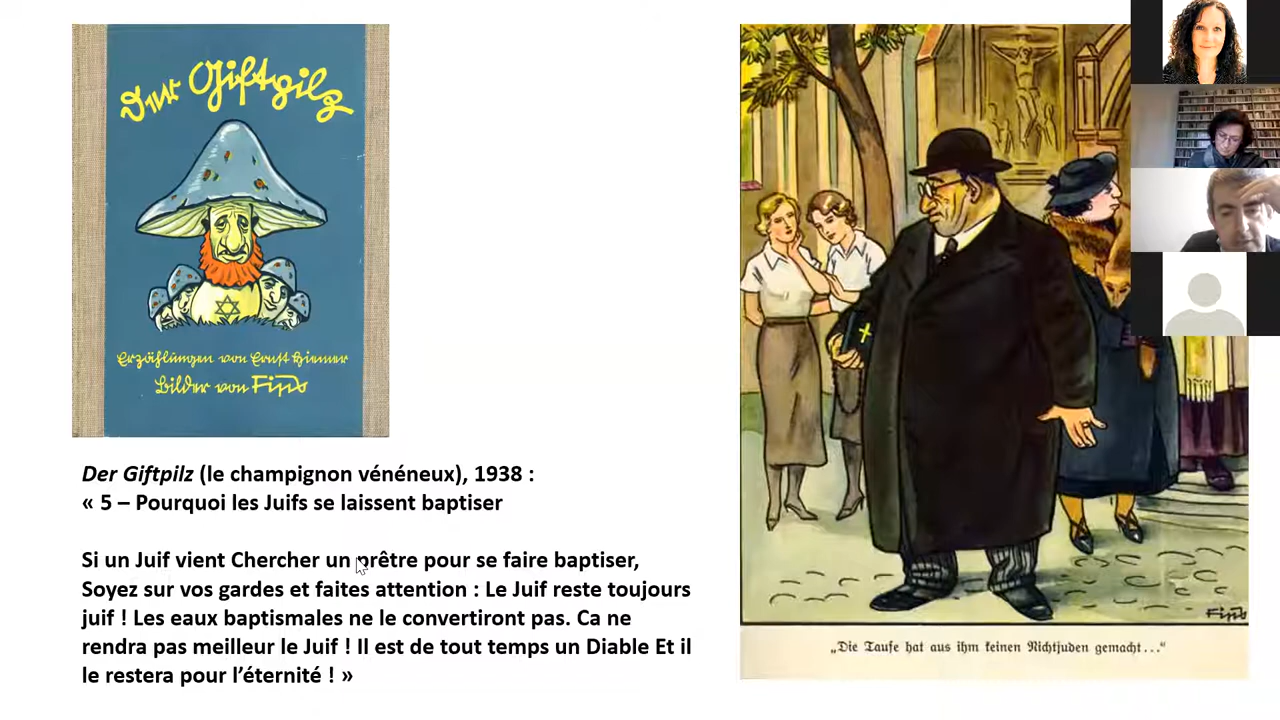 Der Giftpilz
Erzählungen von Ernst Hiemer
Bilder von Fips
Der Giftpilz (le champignon vénéneux), 1938 :
« 5 – Pourquoi les Juifs se laissent baptiser
Si un Juif vient Chercher un prêtre pour se faire baptiser,
Soyez sur vos gardes et faites attention : Le Juif reste toujours
juif ! Les eaux baptismales ne le convertiront pas. Ca ne
rendra pas meilleur le Juif ! Il est de tout temps un Diable Et il
le restera pour l’éternité ! »
Fips
„Die Taufe hat aus ihm keinen Nichtjuden gemacht...“